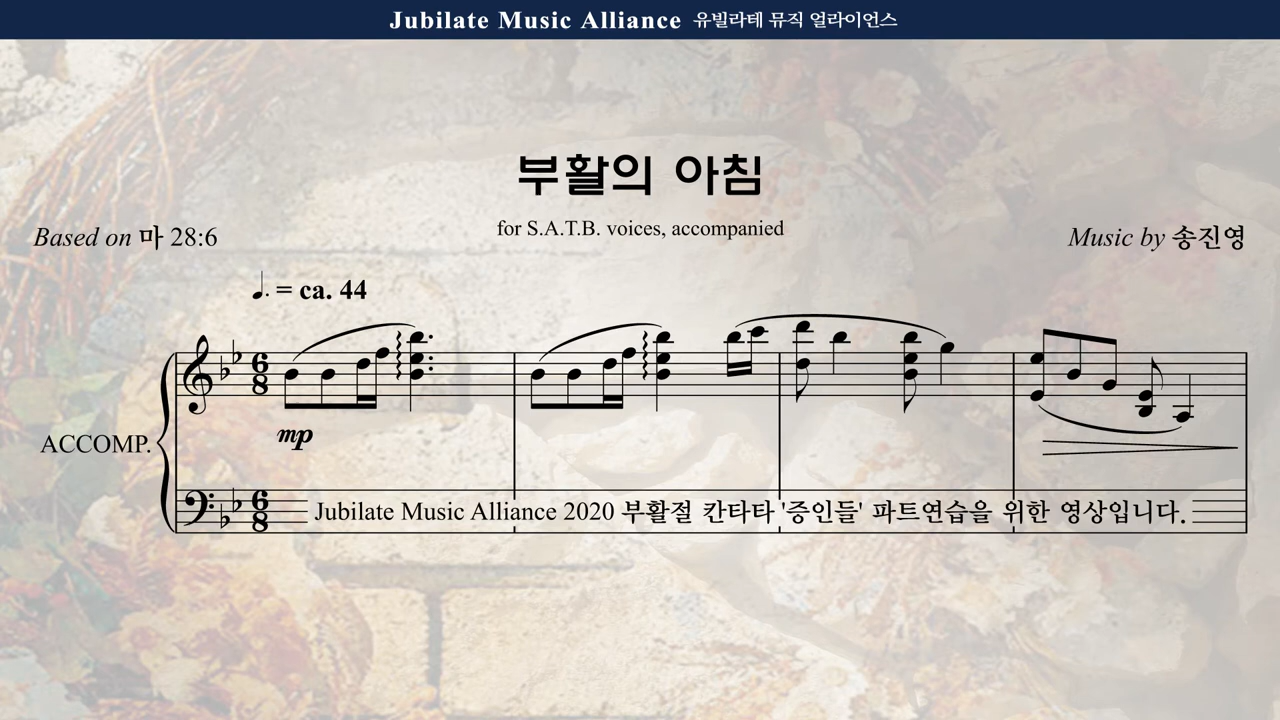 Jubilate Music Alliance 유빌라테 뮤직 얼라이언스
부활의 아침
for S.A.T.B. voices, accompanied
Based on 마 28:6
Music by 송진영
♩. = ca. 44
6 8
mp
ACCOMP.
6 8
Jubilate Music Alliance 2020 부활절 칸타타 '증인들' 파트연습을 위한 영상입니다.